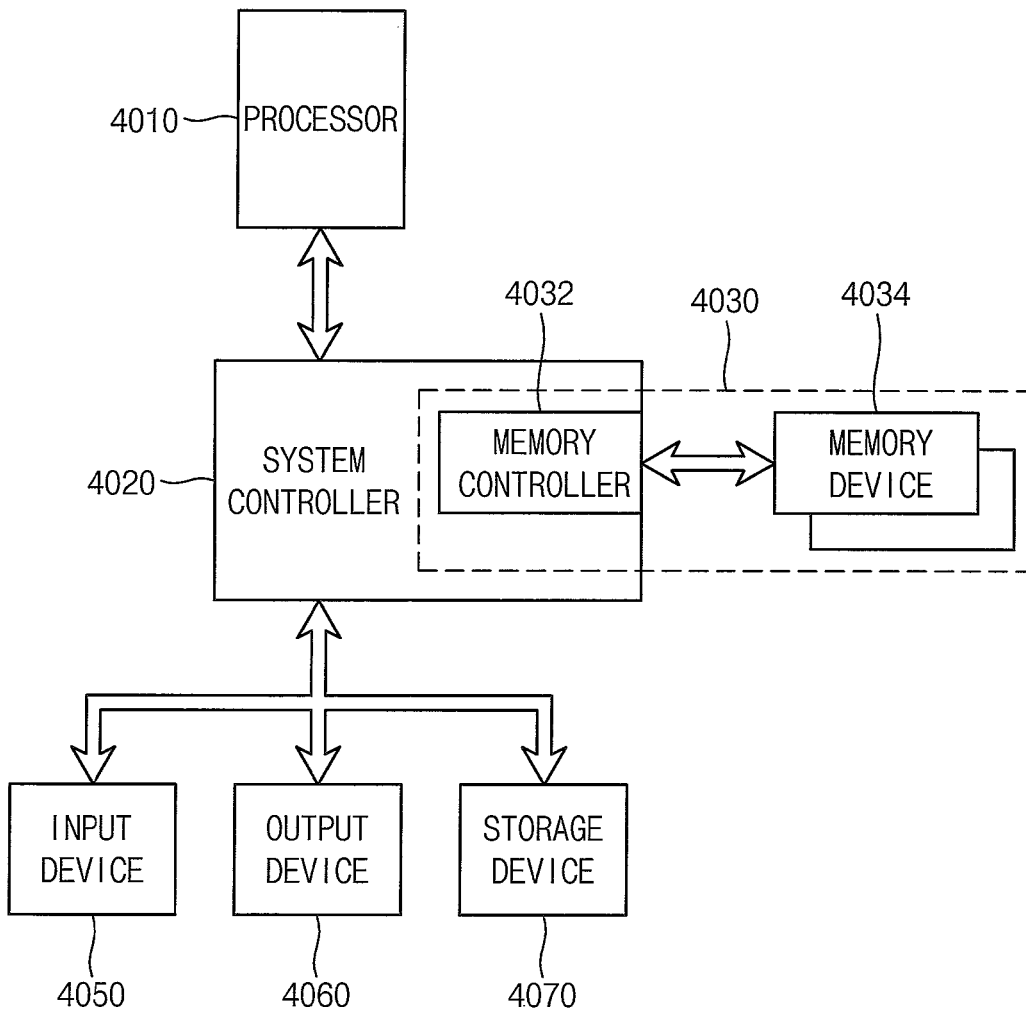 4010
PROCESSOR
4032
4030
4034
4020
SYSTEM
CONTROLLER
MEMORY
CONTROLLER
MEMORY
DEVICE
INPUT
DEVICE
OUTPUT
DEVICE
STORAGE
DEVICE
4050
4060
4070